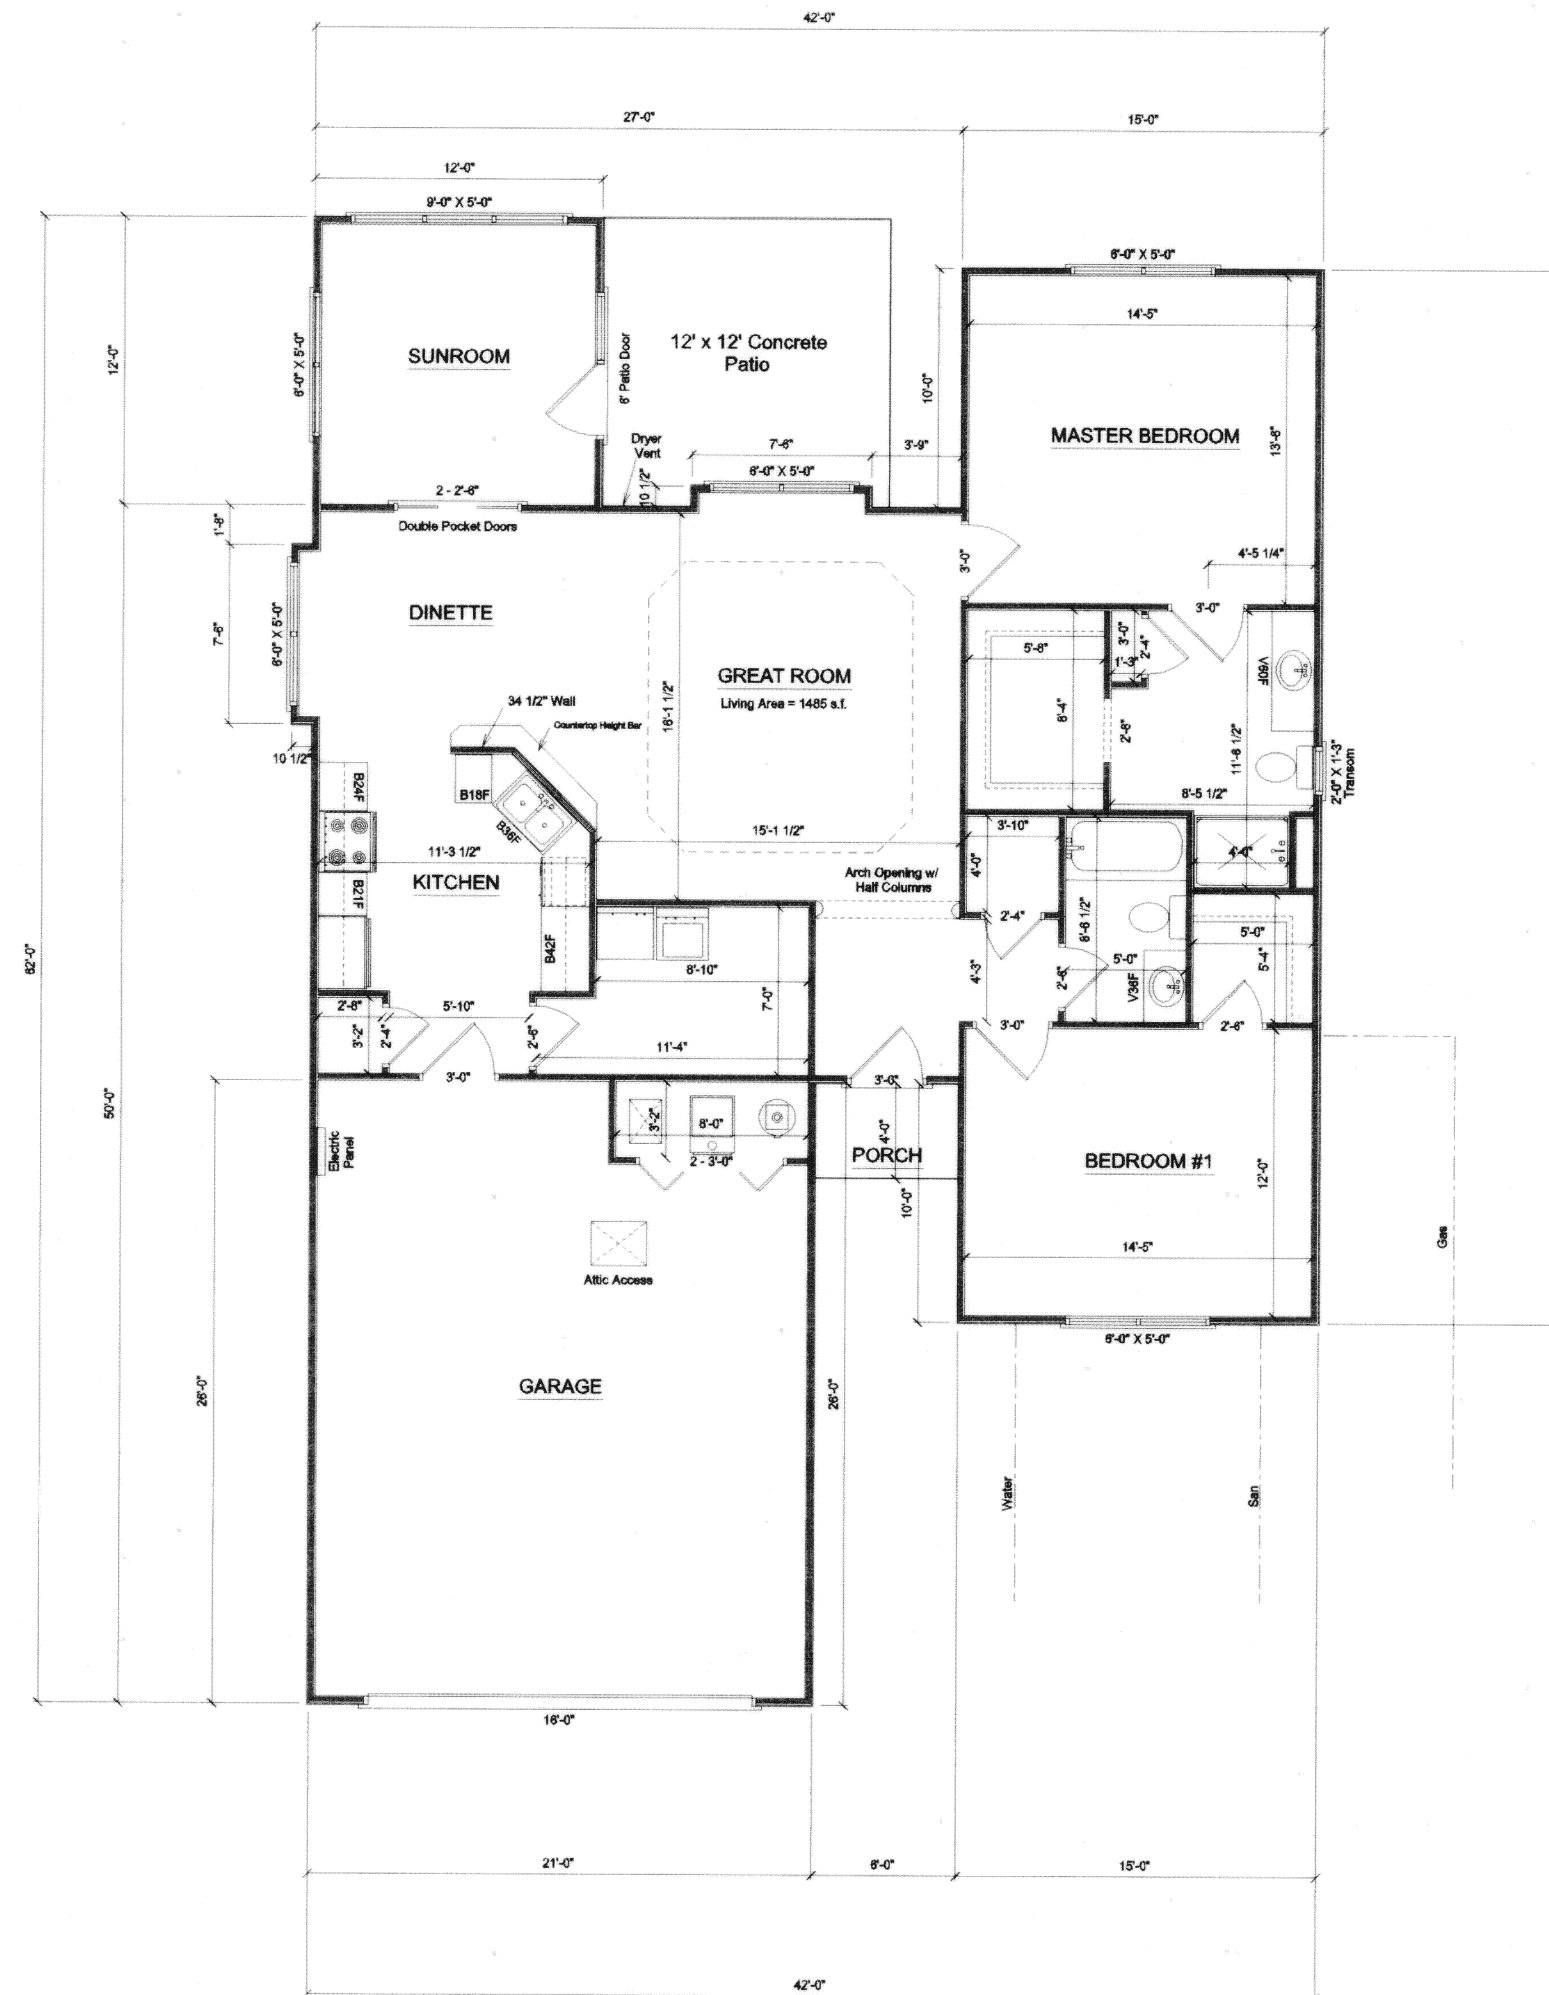 42'-0"
27'-0"
15'-0"
12'-0"
9'-0" X 5'-0"
6'-0" X 5'-0"
14'-5"
12'-0"
6'-0" X 5'-0"
SUNROOM
6' Patio Door
12' x 12' Concrete
Patio
10'-0"
MASTER BEDROOM
13'-8"
Dryer
Vent
7'-6"
3'-9"
6'-0" X 5'-0"
10 1/2"
2 - 2'-6"
Double Pocket Doors
1'-8"
3'-0"
4'-5 1/4"
3'-0"
DINETTE
7'-6"
6'-0" X 5'-0"
5'-8"
3'-0"
2'-4"
1'-3"
V60F
GREAT ROOM
Living Area = 1485 s.f.
16'-1 1/2"
34 1/2" Wall
Countertop Height Bar
8'-4"
2'-8"
11'-6 1/2"
10 1/2"
2'-0" X 1'-3"
Transom
B24F
B18F
B36F
8'-5 1/2"
15'-1 1/2"
3'-10"
11'-3 1/2"
4'-0"
4'-0"
Arch Opening w/
Half Columns
KITCHEN
B21F
2'-4"
8'-6 1/2"
5'-0"
5'-4"
B42F
62'-0"
8'-10"
4'-3"
5'-0"
2'-6"
V36F
7'-0"
2'-8"
5'-10"
3'-2"
2'-4"
2'-6"
11'-4"
3'-0"
2'-6"
3'-0"
3'-0"
50'-0"
3'-2"
8'-0"
2 - 3'-0"
4'-0"
Electric
Panel
PORCH
BEDROOM #1
12'-0"
10'-0"
Gas
14'-5"
Attic Access
6'-0" X 5'-0"
GARAGE
26'-0"
26'-0"
Water
San
16'-0"
21'-0"
6'-0"
15'-0"
42'-0"